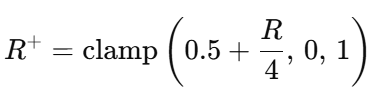 R⁺ = clamp(0.5 + R/4, 0, 1)